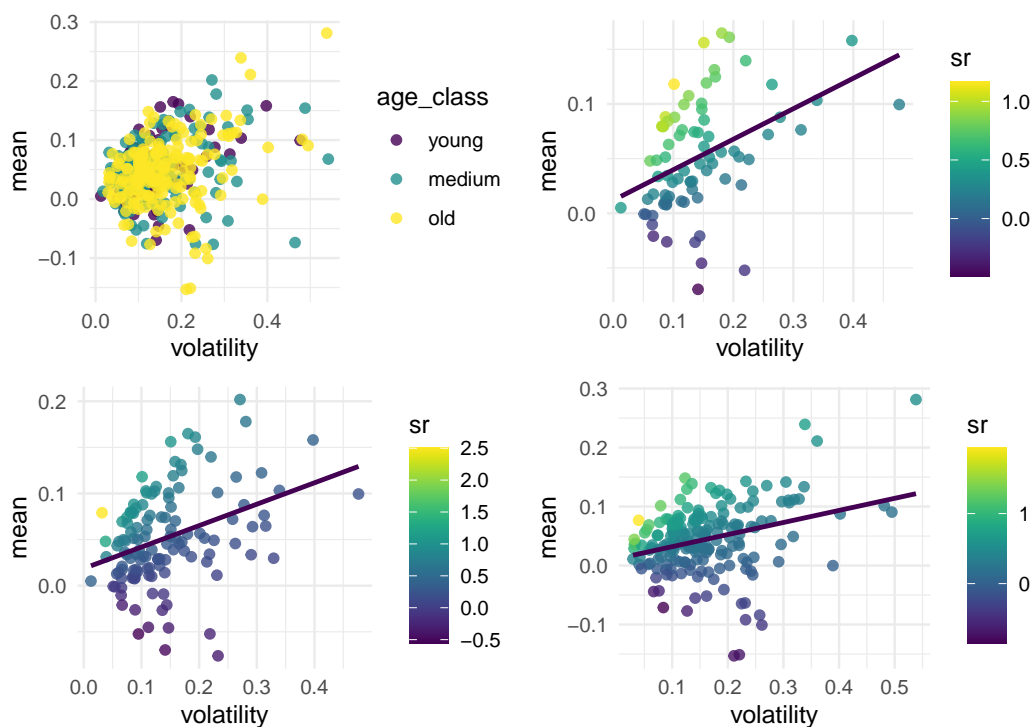 0.3
0.2
0.1
0.0
−0.1
mean
0.0 0.2 0.4
volatility
age_class
young
medium
old
0.1
0.0
mean
0.0 0.1 0.2 0.3 0.4
volatility
sr
1.0
0.5
0.0
0.2
0.1
0.0
mean
0.0 0.1 0.2 0.3 0.4
volatility
sr
2.5
2.0
1.5
1.0
0.5
0.0
−0.5
0.3
0.2
0.1
0.0
−0.1
mean
0.1 0.2 0.3 0.4 0.5
volatility
sr
1
0